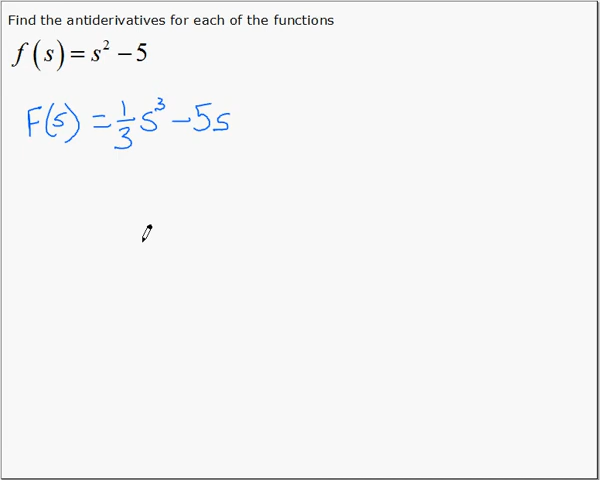 Find the antiderivatives for each of the functions
f(s) = s² − 5
F(s) = 1/3 s³ − 5s